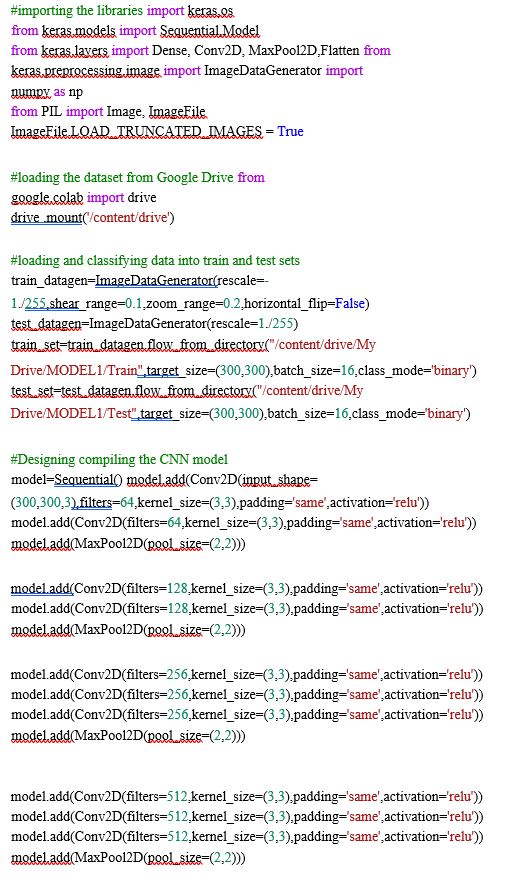 #importing the libraries import keras,os
from keras.models import Sequential,Model
from keras.layers import Dense, Conv2D, MaxPool2D,Flatten from
keras.preprocessing.image import ImageDataGenerator import
numpy as np
from PIL import Image, ImageFile
ImageFile.LOAD_TRUNCATED_IMAGES = True
#loading the dataset from Google Drive from
google.colab import drive
drive .mount('/content/drive')
#loading and classifying data into train and test sets
train_datagen=ImageDataGenerator(rescale=-
1./255,shear_range=0.1,zoom_range=0.2,horizontal_flip=False)
test_datagen=ImageDataGenerator(rescale=1./255)
train_set=train_datagen.flow_from_directory("/content/drive/My
Drive/MODEL1/Train",target_size=(300,300),batch_size=16,class_mode='binary')
test_set=test_datagen.flow_from_directory("/content/drive/My
Drive/MODEL1/Test",target_size=(300,300),batch_size=16,class_mode='binary')
#Designing compiling the CNN model
model=Sequential() model.add(Conv2D(input_shape=
(300,300,3),filters=64,kernel_size=(3,3),padding='same',activation='relu'))
model.add(Conv2D(filters=64,kernel_size=(3,3),padding='same',activation='relu'))
model.add(MaxPool2D(pool_size=(2,2)))
model.add(Conv2D(filters=128,kernel_size=(3,3),padding='same',activation='relu'))
model.add(Conv2D(filters=128,kernel_size=(3,3),padding='same',activation='relu'))
model.add(MaxPool2D(pool_size=(2,2)))
model.add(Conv2D(filters=256,kernel_size=(3,3),padding='same',activation='relu'))
model.add(Conv2D(filters=256,kernel_size=(3,3),padding='same',activation='relu'))
model.add(Conv2D(filters=256,kernel_size=(3,3),padding='same',activation='relu'))
model.add(MaxPool2D(pool_size=(2,2)))
model.add(Conv2D(filters=512,kernel_size=(3,3),padding='same',activation='relu'))
model.add(Conv2D(filters=512,kernel_size=(3,3),padding='same',activation='relu'))
model.add(Conv2D(filters=512,kernel_size=(3,3),padding='same',activation='relu'))
model.add(MaxPool2D(pool_size=(2,2)))